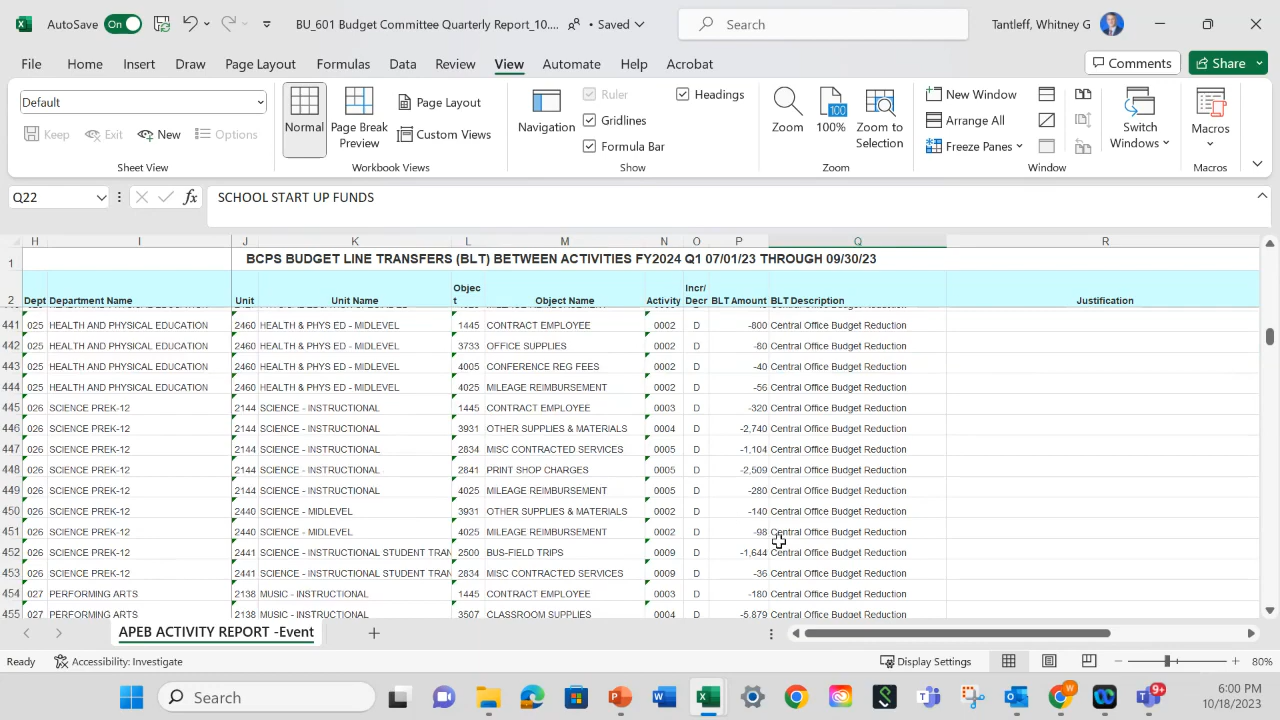 AutoSave On BU_601 Budget Committee Quarterly Report_10.... • Saved Search Tantleff, Whitney G
File Home Insert Draw Page Layout Formulas Data Review View Automate Help Acrobat Comments Share
Default Normal Page Break Preview Page Layout Navigation Ruler Headings Zoom 100% Zoom to Selection New Window Switch Windows Macros
Keep Exit New Options Custom Views Gridlines Arrange All
Formula Bar Freeze Panes
Sheet View Workbook Views Show Zoom Window Macros
Q22 fx SCHOOL START UP FUNDS
H I J K L M N O P Q R
1 BCPS BUDGET LINE TRANSFERS (BLT) BETWEEN ACTIVITIES FY2024 Q1 07/01/23 THROUGH 09/30/23
2 Dept Department Name Unit Unit Name Object Object Name Activity Incr/Decr BLT Amount BLT Description Justification
441 025 HEALTH AND PHYSICAL EDUCATION 2460 HEALTH & PHYS ED - MIDLEVEL 1445 CONTRACT EMPLOYEE 0002 D -800 Central Office Budget Reduction
442 025 HEALTH AND PHYSICAL EDUCATION 2460 HEALTH & PHYS ED - MIDLEVEL 3733 OFFICE SUPPLIES 0002 D -80 Central Office Budget Reduction
443 025 HEALTH AND PHYSICAL EDUCATION 2460 HEALTH & PHYS ED - MIDLEVEL 4005 CONFERENCE REG FEES 0002 D -40 Central Office Budget Reduction
444 025 HEALTH AND PHYSICAL EDUCATION 2460 HEALTH & PHYS ED - MIDLEVEL 4025 MILEAGE REIMBURSEMENT 0002 D -56 Central Office Budget Reduction
445 026 SCIENCE PREK-12 2144 SCIENCE - INSTRUCTIONAL 1445 CONTRACT EMPLOYEE 0003 D -320 Central Office Budget Reduction
446 026 SCIENCE PREK-12 2144 SCIENCE - INSTRUCTIONAL 3931 OTHER SUPPLIES & MATERIALS 0004 D -2,740 Central Office Budget Reduction
447 026 SCIENCE PREK-12 2144 SCIENCE - INSTRUCTIONAL 2834 MISC CONTRACTED SERVICES 0005 D -1,104 Central Office Budget Reduction
448 026 SCIENCE PREK-12 2144 SCIENCE - INSTRUCTIONAL 2841 PRINT SHOP CHARGES 0005 D -2,509 Central Office Budget Reduction
449 026 SCIENCE PREK-12 2144 SCIENCE - INSTRUCTIONAL 4025 MILEAGE REIMBURSEMENT 0005 D -280 Central Office Budget Reduction
450 026 SCIENCE PREK-12 2440 SCIENCE - MIDLEVEL 3931 OTHER SUPPLIES & MATERIALS 0002 D -140 Central Office Budget Reduction
451 026 SCIENCE PREK-12 2440 SCIENCE - MIDLEVEL 4025 MILEAGE REIMBURSEMENT 0002 D -98 Central Office Budget Reduction
452 026 SCIENCE PREK-12 2441 SCIENCE - INSTRUCTIONAL STUDENT TRAN 2500 BUS-FIELD TRIPS 0009 D -1,644 Central Office Budget Reduction
453 026 SCIENCE PREK-12 2441 SCIENCE - INSTRUCTIONAL STUDENT TRAN 2634 MISC CONTRACTED SERVICES 0009 D -36 Central Office Budget Reduction
454 027 PERFORMING ARTS 2138 MUSIC - INSTRUCTIONAL 1445 CONTRACT EMPLOYEE 0003 D -180 Central Office Budget Reduction
455 027 PERFORMING ARTS 2138 MUSIC - INSTRUCTIONAL 3507 CLASSROOM SUPPLIES 0004 D -5,879 Central Office Budget Reduction
APEB ACTIVITY REPORT -Event
Ready Accessibility: Investigate Display Settings 80%
Search 9+ 6:00 PM
10/18/2023